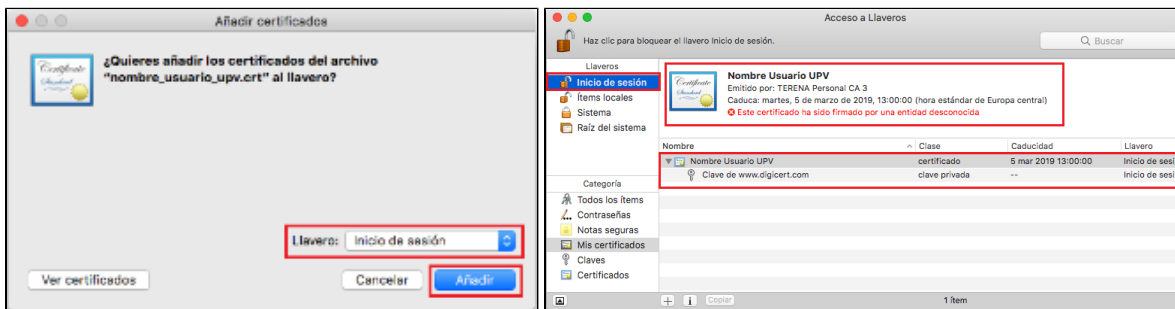 Añadir certificados
Certificate
Standard
¿Quieres añadir los certificados del archivo
"nombre_usuario_upv.crt" al llavero?
Llavero: Inicio de sesión
Ver certificados Cancelar Añadir
Acceso a Llaveros
Haz clic para bloquear el llavero Inicio de sesión. Buscar
Llaveros
Inicio de sesión
Ítems locales
Sistema
Raíz del sistema
Certificate
Standard
Nombre Usuario UPV
Emitido por: TERENA Personal CA 3
Caduca: martes, 5 de marzo de 2019, 13:00:00 (hora estándar de Europa central)
Este certificado ha sido firmado por una entidad desconocida
Nombre Clase Caducidad Llavero
Nombre Usuario UPV certificado 5 mar 2019 13:00:00 Inicio de sesi
Clave de www.digicert.com clave privada -- Inicio de sesi
Categoría
Todos los ítems
Contraseñas
Notas seguras
Mis certificados
Claves
Certificados
Copiar
1 ítem